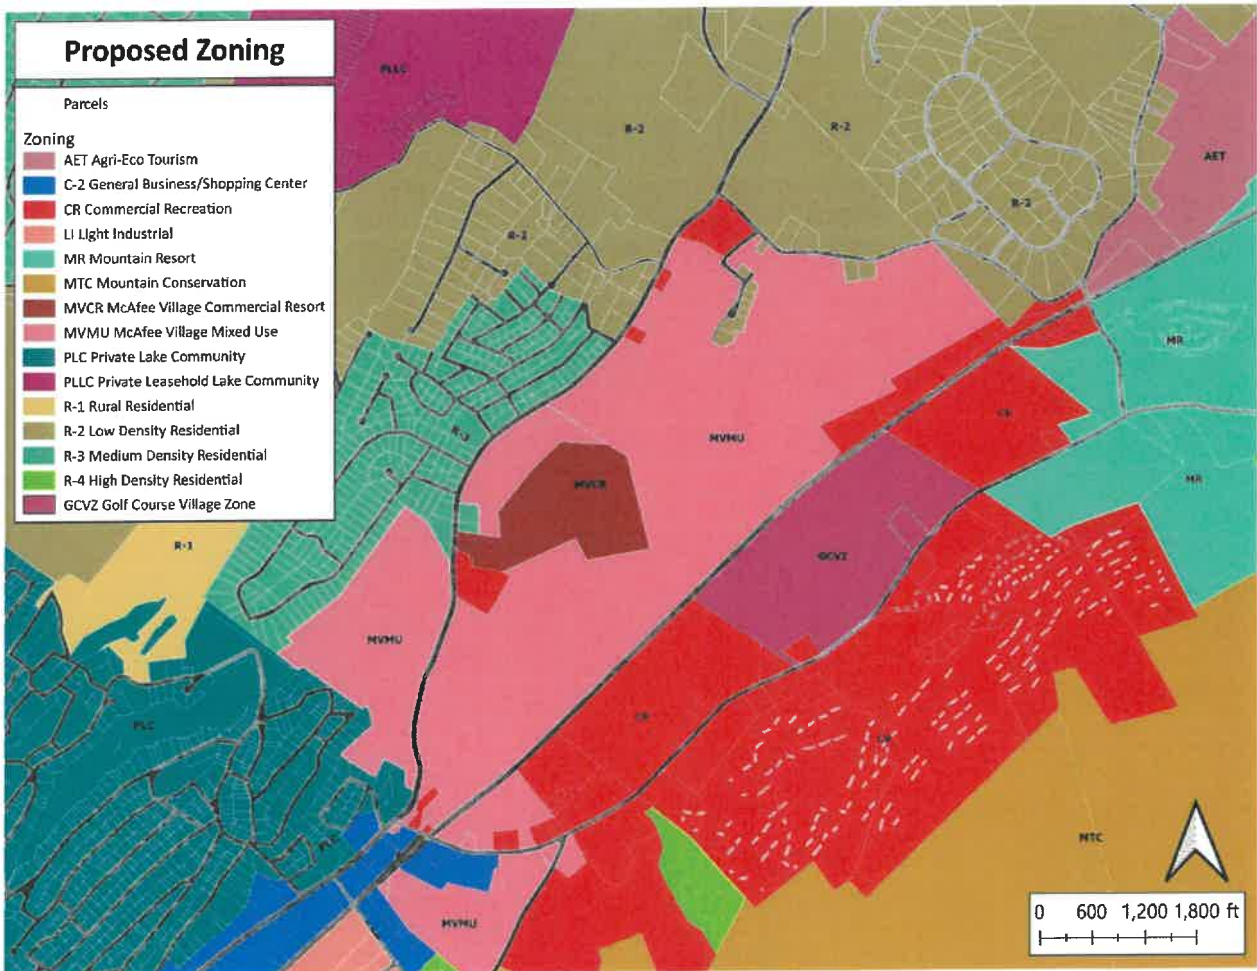 Proposed Zoning
Parcels
Zoning
AET Agri-Eco Tourism
C-2 General Business/Shopping Center
CR Commercial Recreation
LI Light Industrial
MR Mountain Resort
MTC Mountain Conservation
MVCR McAfee Village Commercial Resort
MVMU McAfee Village Mixed Use
PLC Private Lake Community
PLLC Private Leasehold Lake Community
R-1 Rural Residential
R-2 Low Density Residential
R-3 Medium Density Residential
R-4 High Density Residential
GCVZ Golf Course Village Zone
PLLC
R-2
R-2
AET
R-2
R-2
MR
CR
R-3
MVMU
MR
MVCR
R-1
GCVZ
MVMU
CR
PLC
CR
MTC
MVMU
0 600 1,200 1,800 ft